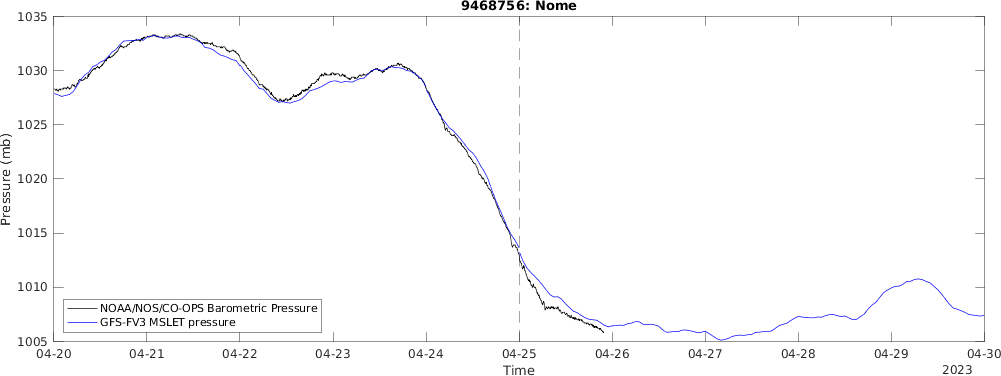 9468756: Nome
Pressure (mb)
1035
1030
1025
1020
1015
1010
1005
NOAA/NOS/CO-OPS Barometric Pressure
GFS-FV3 MSLET pressure
04-20 04-21 04-22 04-23 04-24 04-25 04-26 04-27 04-28 04-29 04-30
Time
2023